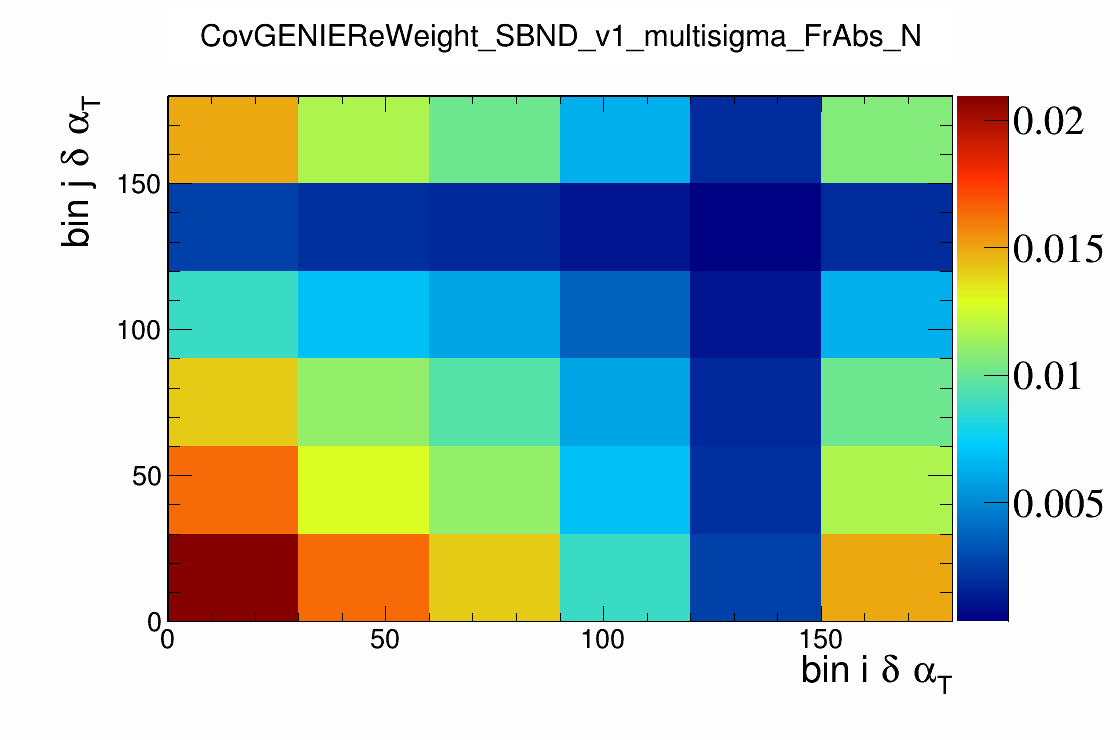 CovGENIEReWeight_SBND_v1_multisigma_FrAbs_N
bin j δ α_T
150
100
50
0
0 50 100 150
bin i δ α_T
0.02
0.015
0.01
0.005